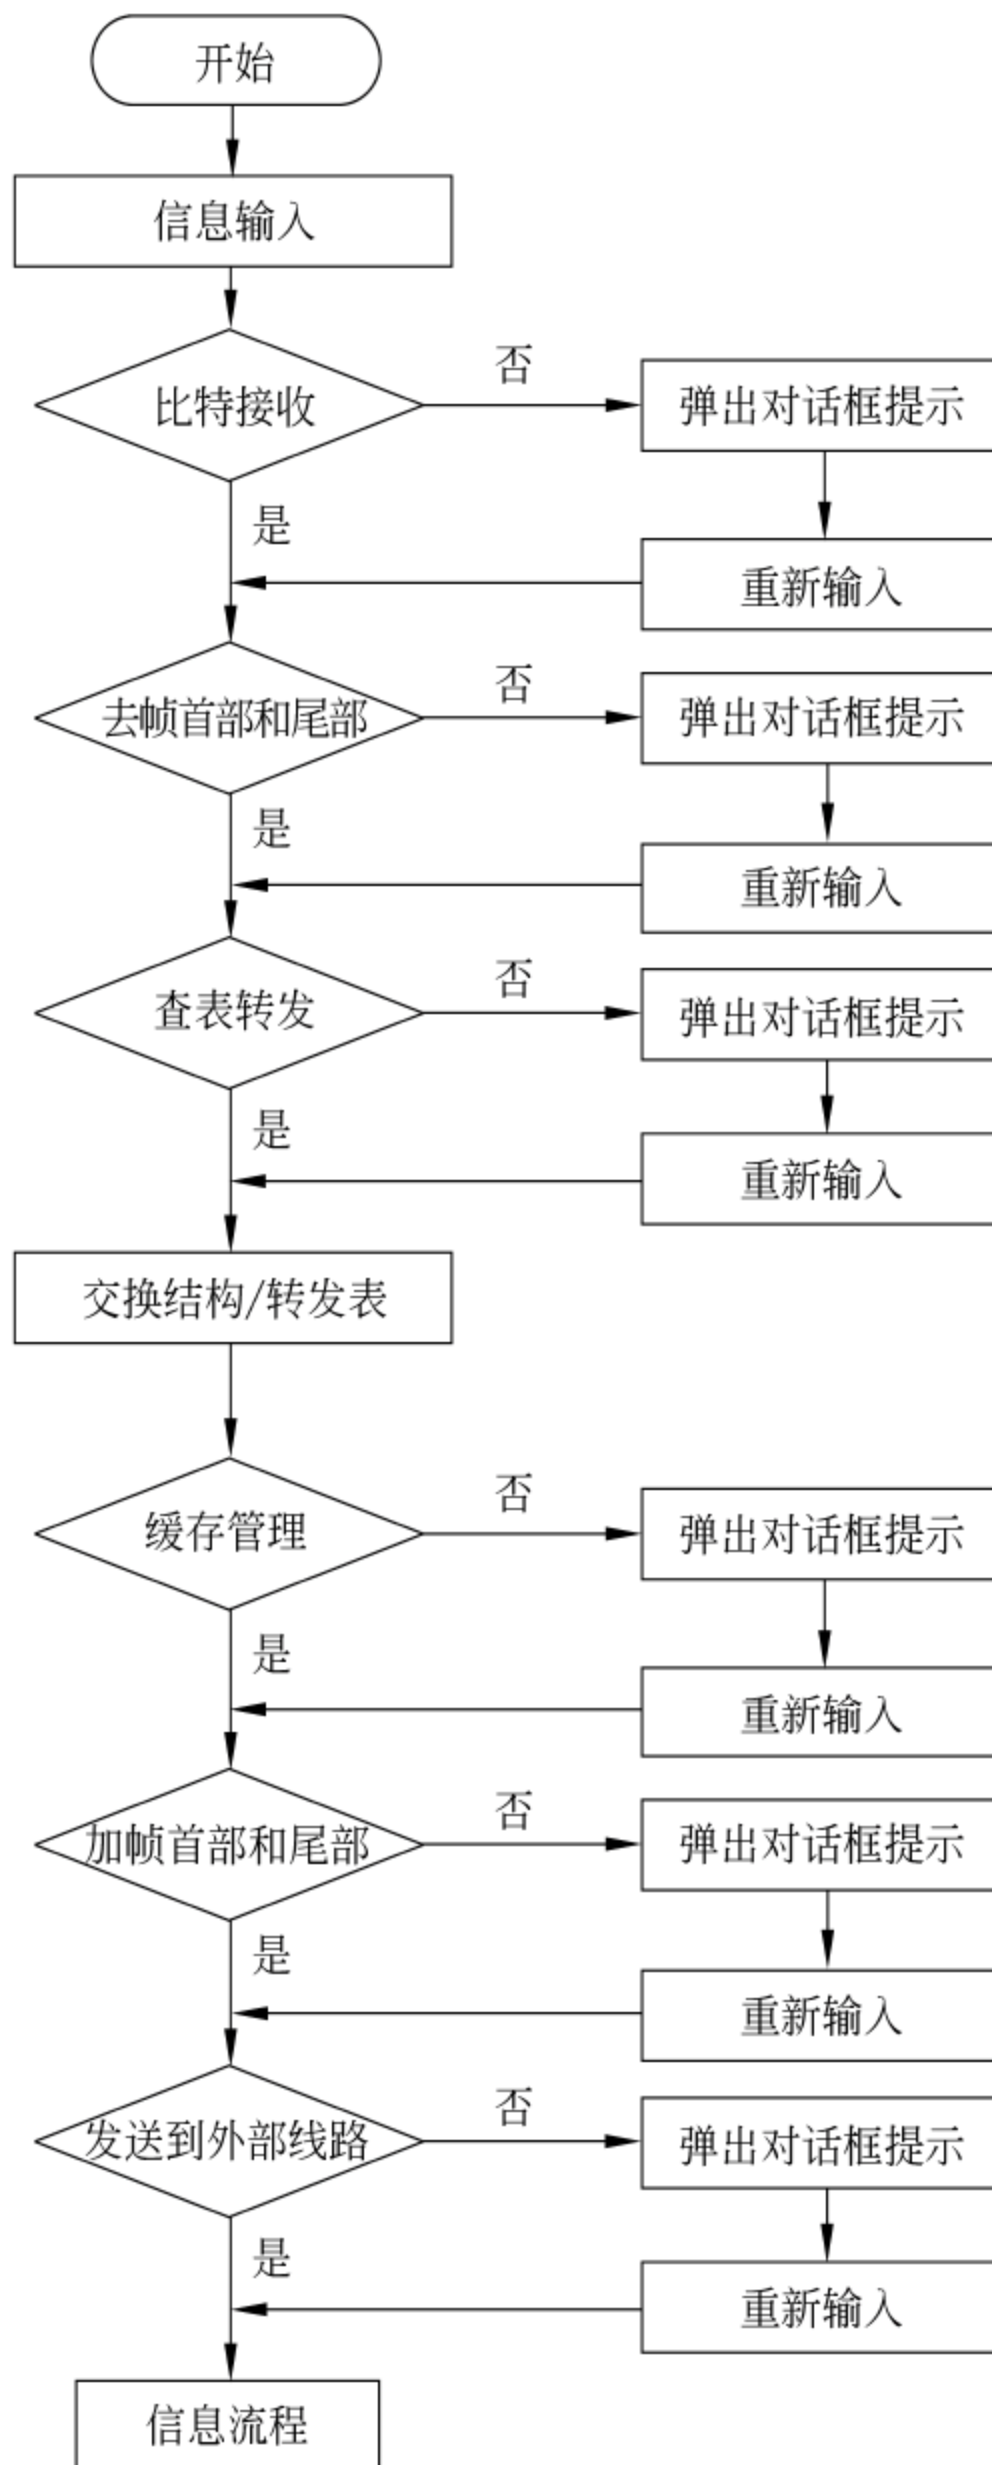 开始
信息输入
比特接收
否
弹出对话框提示
是
重新输入
去帧首部和尾部
否
弹出对话框提示
是
重新输入
查表转发
否
弹出对话框提示
是
重新输入
交换结构/转发表
缓存管理
否
弹出对话框提示
是
重新输入
加帧首部和尾部
否
弹出对话框提示
是
重新输入
发送到外部线路
否
弹出对话框提示
是
重新输入
信息流程